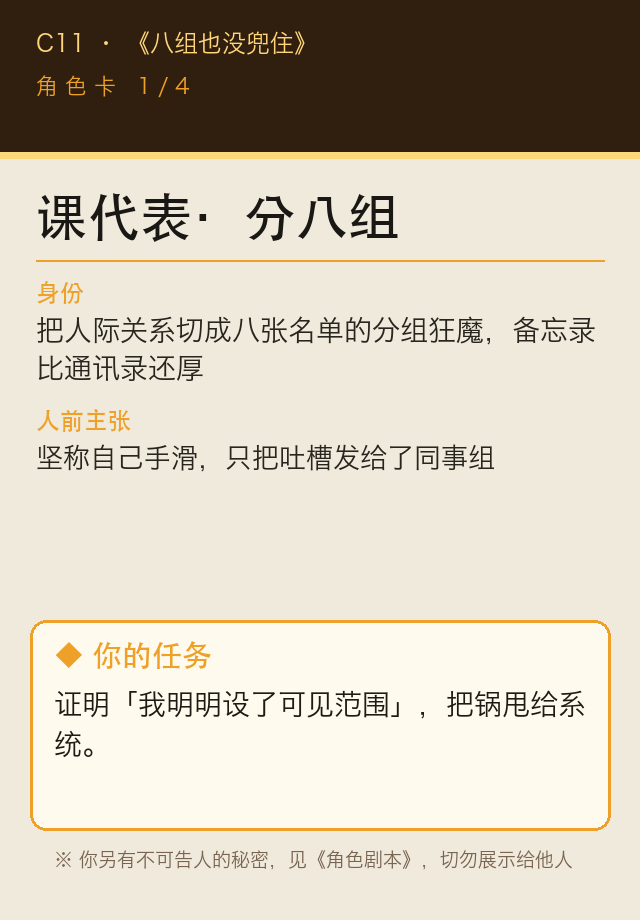 C11 · 《八组也没兜住》
角色卡 1/4
课代表· 分八组
身份
把人际关系切成八张名单的分组狂魔，备忘录
比通讯录还厚
人前主张
坚称自己手滑，只把吐槽发给了同事组
◆ 你的任务
证明「我明明设了可见范围」，把锅甩给系
统。
※ 你另有不可告人的秘密，见《角色剧本》，切勿展示给他人